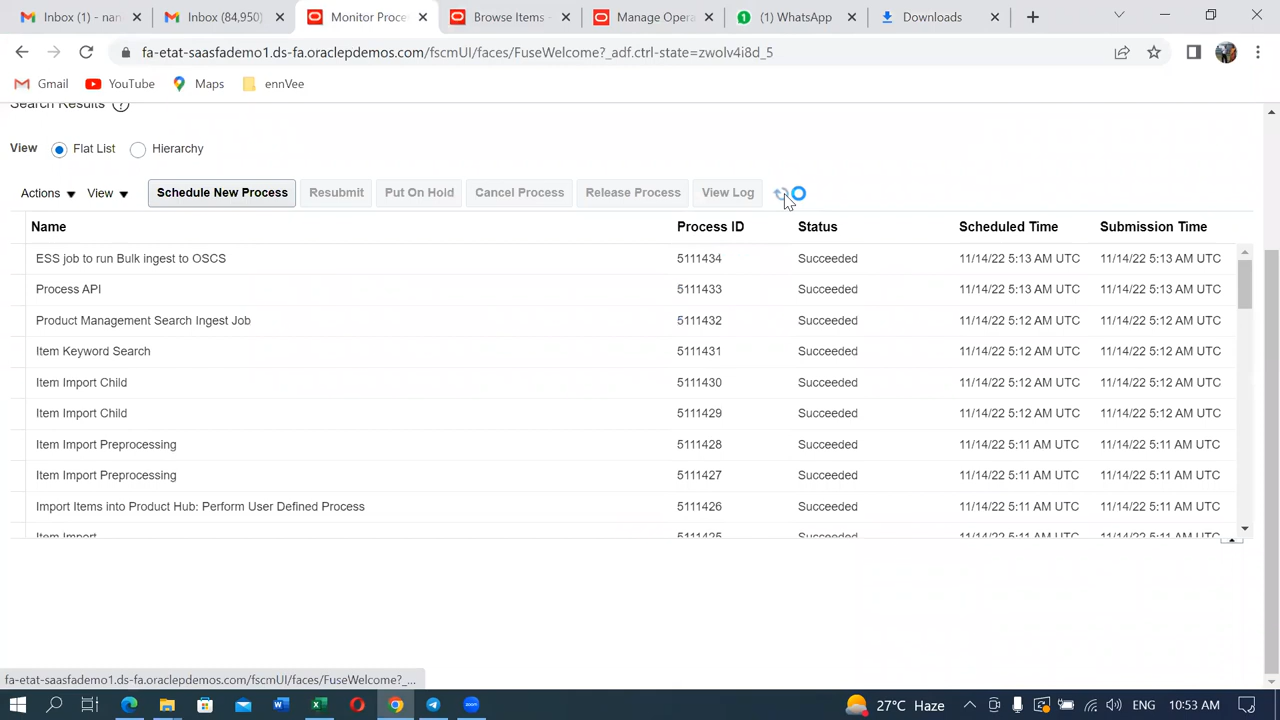 Inbox (1) - nan
Inbox (84,950)
Monitor Proce
Browse Items -
Manage Opera
(1) WhatsApp
Downloads
fa-etat-saasfademo1.ds-fa.oraclepdemos.com/fscmUI/faces/FuseWelcome?_adf.ctrl-state=zwolv4i8d_5
Gmail
YouTube
Maps
ennVee
Search Results
View
Flat List
Hierarchy
Actions
View
Schedule New Process
Resubmit
Put On Hold
Cancel Process
Release Process
View Log
Name Process ID Status Scheduled Time Submission Time
ESS job to run Bulk ingest to OSCS 5111434 Succeeded 11/14/22 5:13 AM UTC 11/14/22 5:13 AM UTC
Process API 5111433 Succeeded 11/14/22 5:13 AM UTC 11/14/22 5:13 AM UTC
Product Management Search Ingest Job 5111432 Succeeded 11/14/22 5:12 AM UTC 11/14/22 5:12 AM UTC
Item Keyword Search 5111431 Succeeded 11/14/22 5:12 AM UTC 11/14/22 5:12 AM UTC
Item Import Child 5111430 Succeeded 11/14/22 5:12 AM UTC 11/14/22 5:12 AM UTC
Item Import Child 5111429 Succeeded 11/14/22 5:12 AM UTC 11/14/22 5:12 AM UTC
Item Import Preprocessing 5111428 Succeeded 11/14/22 5:11 AM UTC 11/14/22 5:11 AM UTC
Item Import Preprocessing 5111427 Succeeded 11/14/22 5:11 AM UTC 11/14/22 5:11 AM UTC
Import Items into Product Hub: Perform User Defined Process 5111426 Succeeded 11/14/22 5:11 AM UTC 11/14/22 5:11 AM UTC
Item Import 5111425 Succeeded 11/14/22 5:11 AM UTC 11/14/22 5:11 AM UTC
fa-etat-saasfademo1.ds-fa.oraclepdemos.com/fscmUI/faces/FuseWelcome?_...
27°C Haze
ENG
10:53 AM